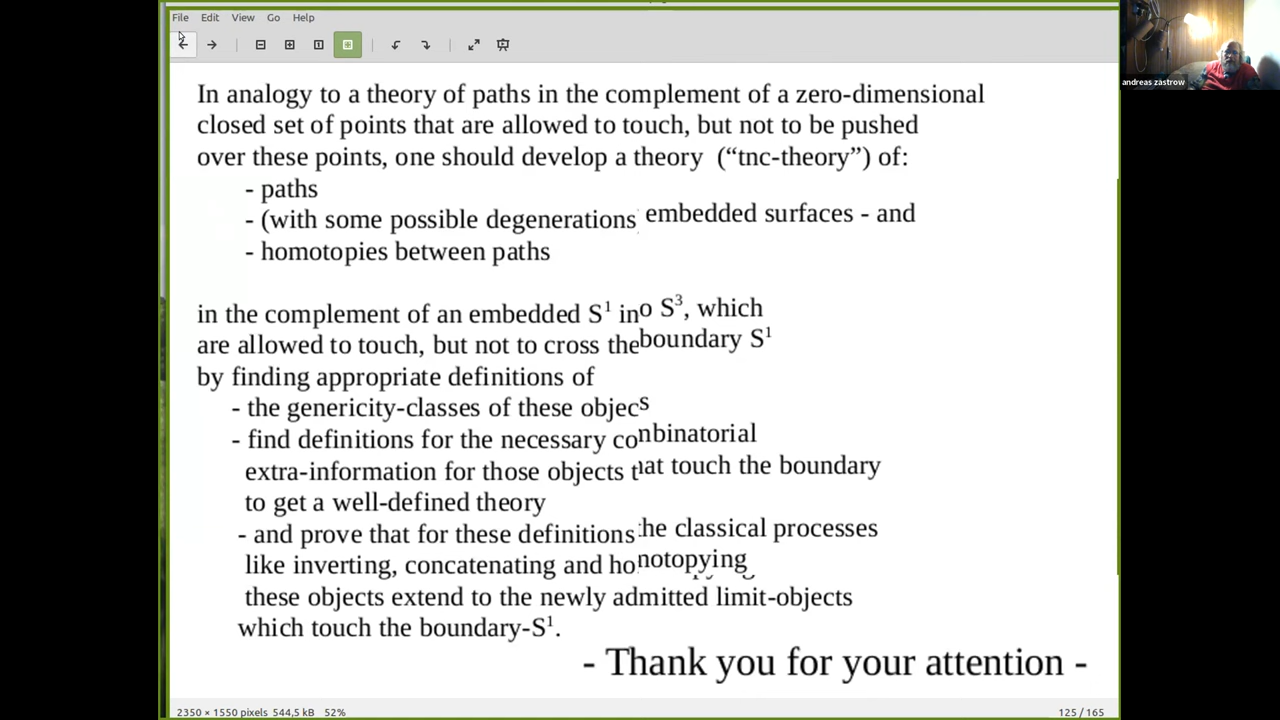 File Edit View Go Help
andreas zastrow
In analogy to a theory of paths in the complement of a zero-dimensional
closed set of points that are allowed to touch, but not to be pushed
over these points, one should develop a theory (“tnc-theory”) of:
- paths
- (with some possible degenerations) embedded surfaces - and
- homotopies between paths
in the complement of an embedded S¹ ino S³, which
are allowed to touch, but not to cross the boundary S¹
by finding appropriate definitions of
- the genericity-classes of these objecs
- find definitions for the necessary combinatorial
extra-information for those objects that touch the boundary
to get a well-defined theory
- and prove that for these definitions the classical processes
like inverting, concatenating and homotopying
these objects extend to the newly admitted limit-objects
which touch the boundary-S¹.
- Thank you for your attention -
2350 × 1550 pixels 544,5 kB 52%
125 / 165